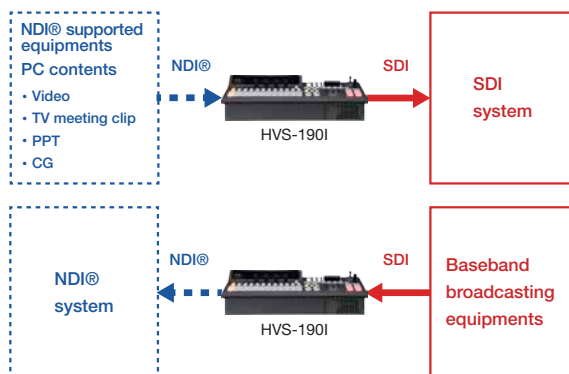 NDI® supported
equipments
PC contents
・Video
・TV meeting clip
・PPT
・CG
NDI®
HVS-190I
SDI
SDI
system
NDI®
system
NDI®
HVS-190I
SDI
Baseband
broadcasting
equipments